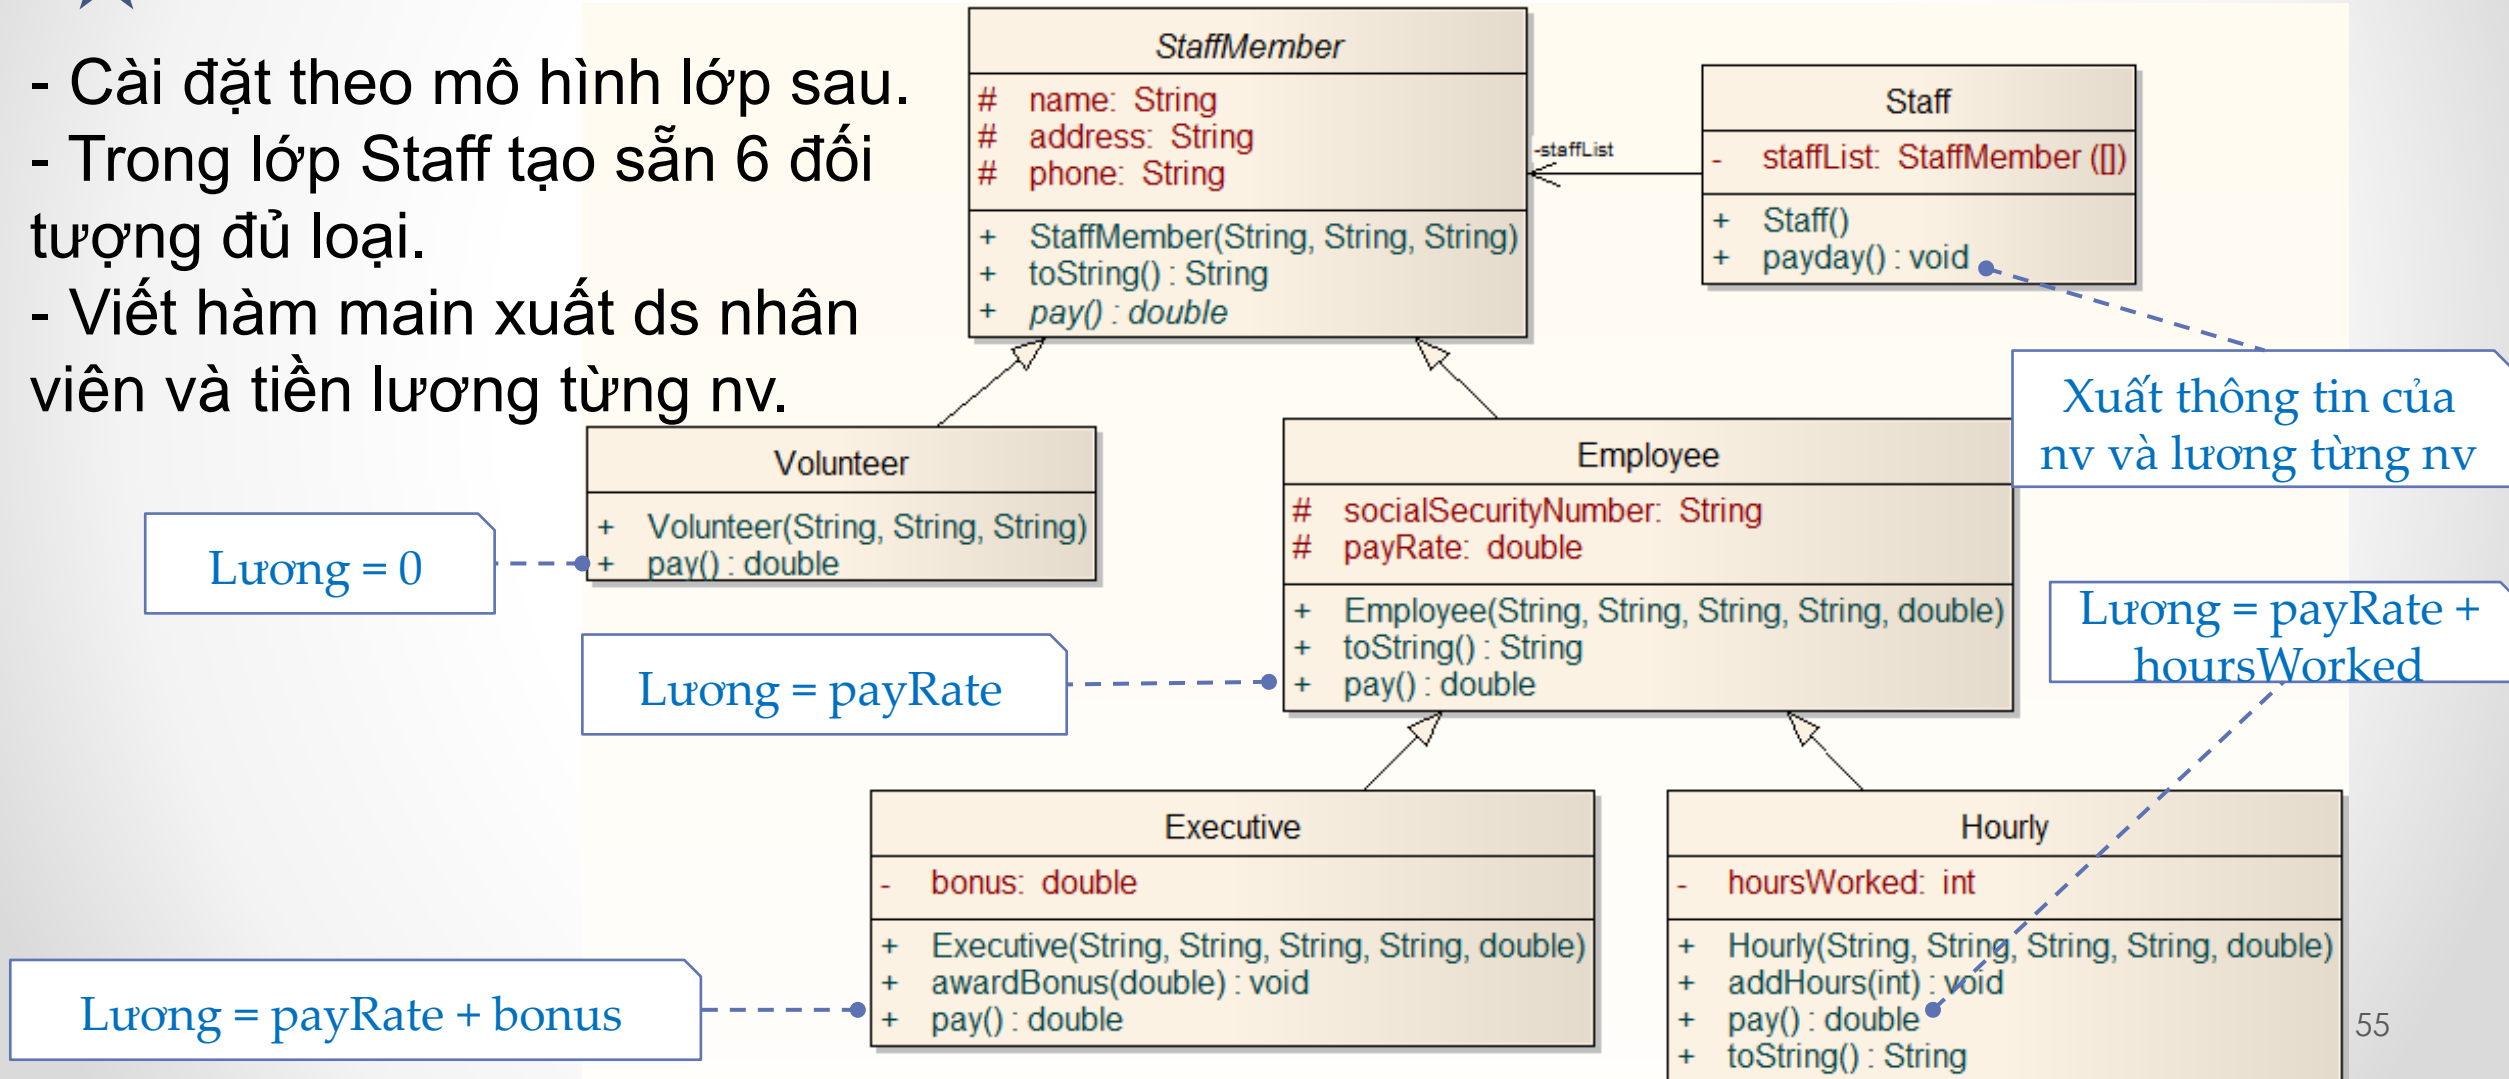 - Cài đặt theo mô hình lớp sau.
- Trong lớp Staff tạo sẵn 6 đối
tượng đủ loại.
- Viết hàm main xuất ds nhân
viên và tiền lương từng nv.
StaffMember
# name: String
# address: String
# phone: String
+ StaffMember(String, String, String)
+ toString() : String
+ pay() : double
-staffList
Staff
- staffList: StaffMember ([])
+ Staff()
+ payday() : void
Xuất thông tin của
nv và lương từng nv
Volunteer
+ Volunteer(String, String, String)
+ pay() : double
Lương = 0
Employee
# socialSecurityNumber: String
# payRate: double
+ Employee(String, String, String, String, double)
+ toString() : String
+ pay() : double
Lương = payRate
Lương = payRate +
hoursWorked
Executive
- bonus: double
+ Executive(String, String, String, String, double)
+ awardBonus(double) : void
+ pay() : double
Lương = payRate + bonus
Hourly
- hoursWorked: int
+ Hourly(String, String, String, String, double)
+ addHours(int) : void
+ pay() : double
+ toString() : String
55